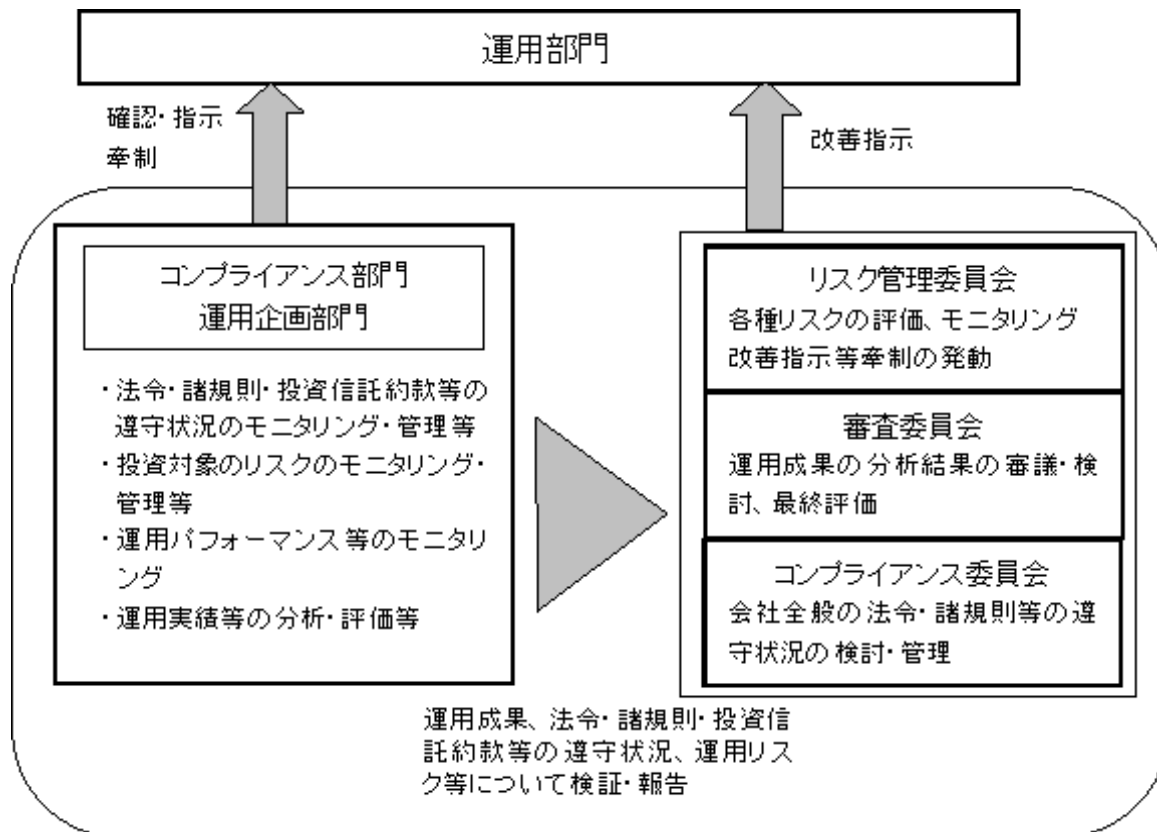 運用部門
確認・指示
牽制
改善指示
コンプライアンス部門
運用企画部門
・法令・諸規則・投資信託約款等の
遵守状況のモニタリング・管理等
・投資対象のリスクのモニタリング・
管理等
・運用パフォーマンス等のモニタリ
ング
・運用実績等の分析・評価等
リスク管理委員会
各種リスクの評価、モニタリング
改善指示等牽制の発動
審査委員会
運用成果の分析結果の審議・検
討、最終評価
コンプライアンス委員会
会社全般の法令・諸規則等の遵
守状況の検討・管理
運用成果、法令・諸規則・投資信
託約款等の遵守状況、運用リス
ク等について検証・報告